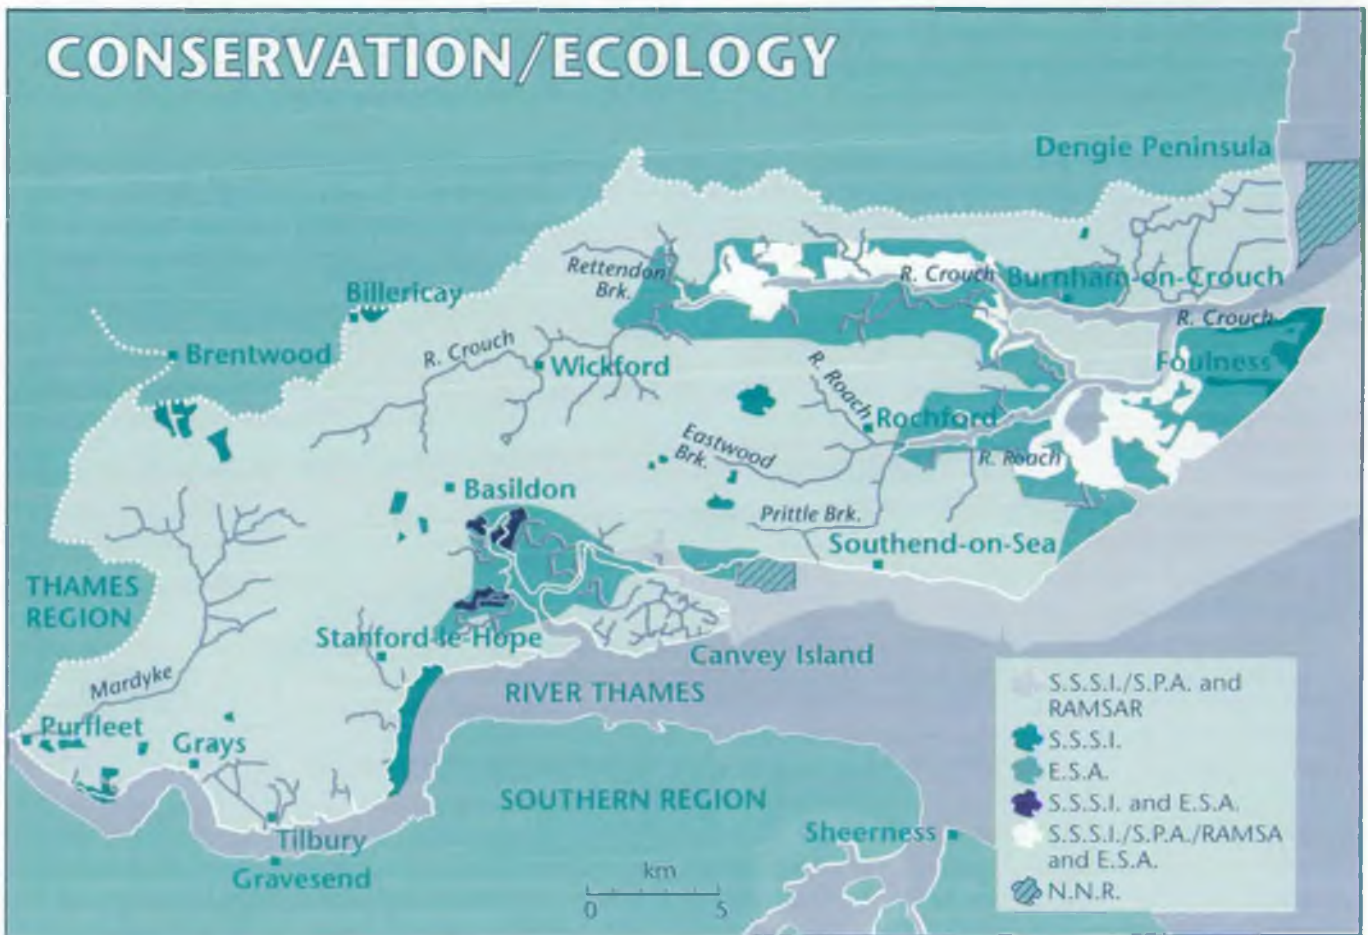 CONSERVATION/ECOLOGY
Dengie Peninsula
Rettendon
Brk.
R. Crouch
Burnham-on-Crouch
Billericay
R. Crouch
Brentwood
R. Crouch
Wickford
Foulness
R. Roach
Rochford
Eastwood
Brk.
R. Roach
Basildon
Prittle Brk.
Southend-on-Sea
THAMES
REGION
Stanford-le-Hope
Canvey Island
Mardyke
RIVER THAMES
Purfleet
Grays
SOUTHERN REGION
Sheerness
Tilbury
Gravesend
km
0 5
S.S.S.I./S.P.A. and
RAMSAR
S.S.S.I.
E.S.A.
S.S.S.I. and E.S.A.
S.S.S.I./S.P.A./RAMSA
and E.S.A.
N.N.R.